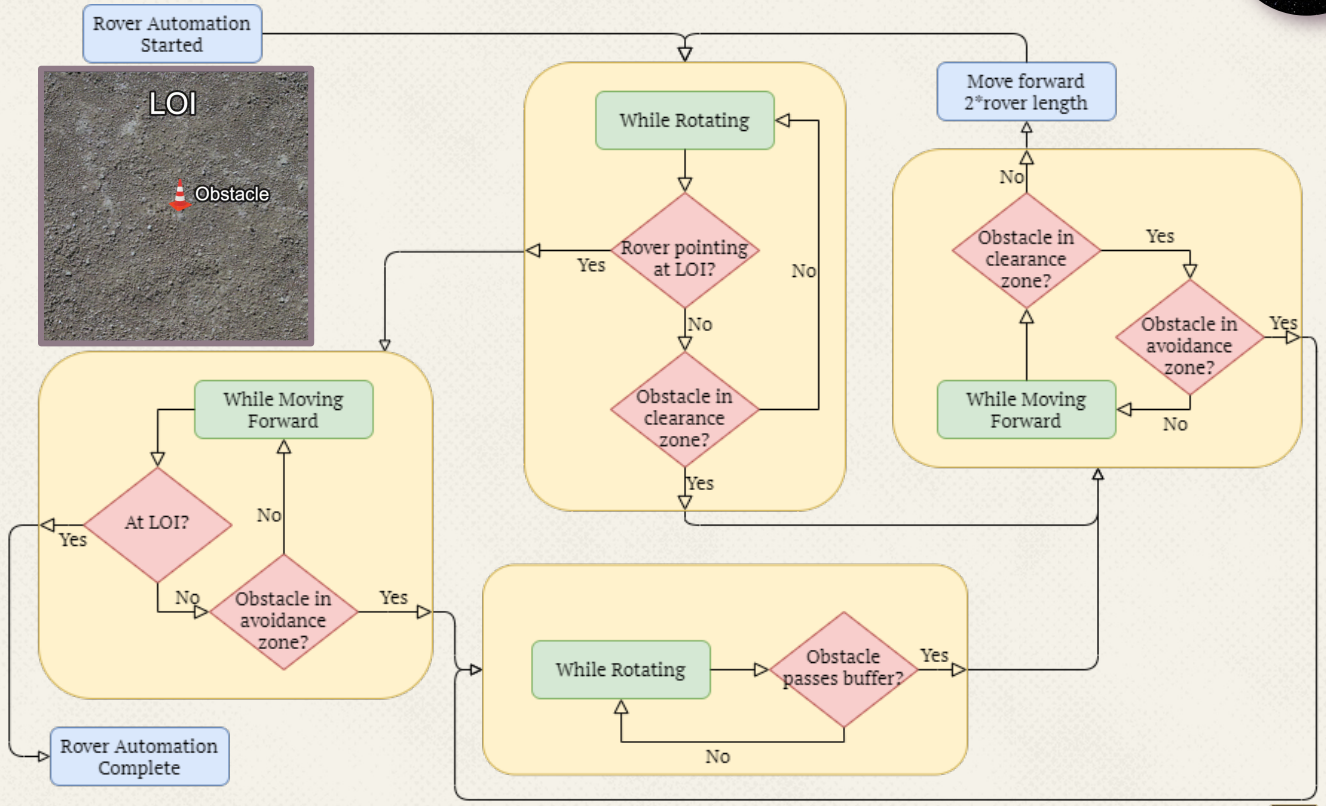 Rover Automation
Started
LOI
Obstacle
While Rotating
Rover pointing
at LOI?
Yes
No
No
Obstacle in
clearance
zone?
Yes
Move forward
2*rover length
No
Obstacle in
clearance
zone?
Yes
Obstacle in
avoidance
zone?
Yes
No
While Moving
Forward
While Moving
Forward
At LOI?
Yes
No
No
Obstacle in
avoidance
zone?
Yes
While Rotating
Obstacle
passes buffer?
Yes
No
Rover Automation
Complete